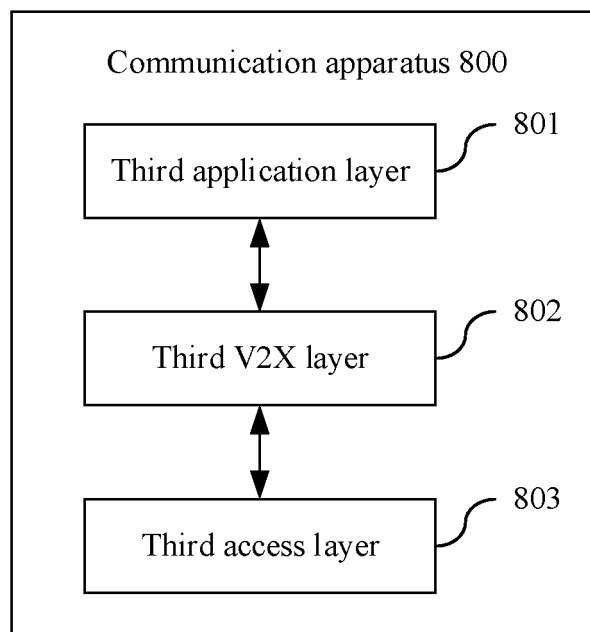 Communication apparatus 800
801
Third application layer
802
Third V2X layer
803
Third access layer